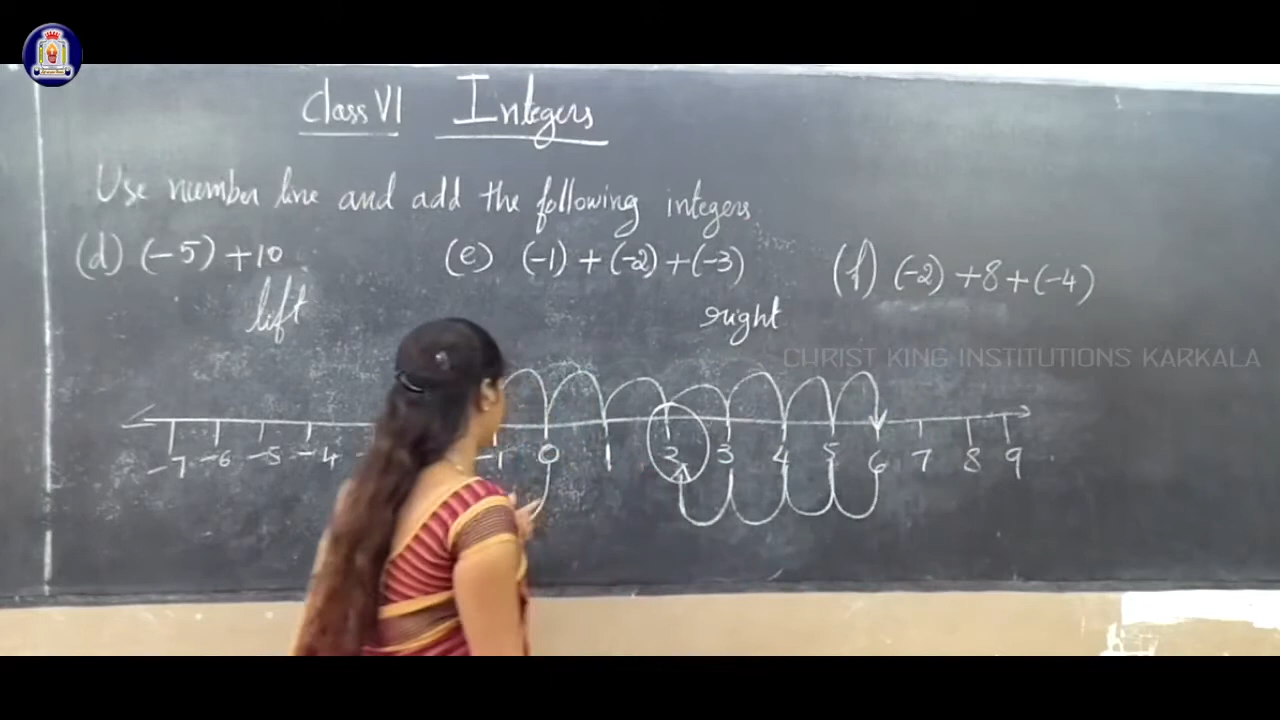 Class VI Integers
Use number line and add the following integers
(d) (-5) + 10 (e) (-1) + (-2) + (-3) (f) (-2) + 8 + (-4)
left right
CHRIST KING INSTITUTIONS KARKALA
-7 -6 -5 -4 -1 0 1 2 3 4 5 6 7 8 9